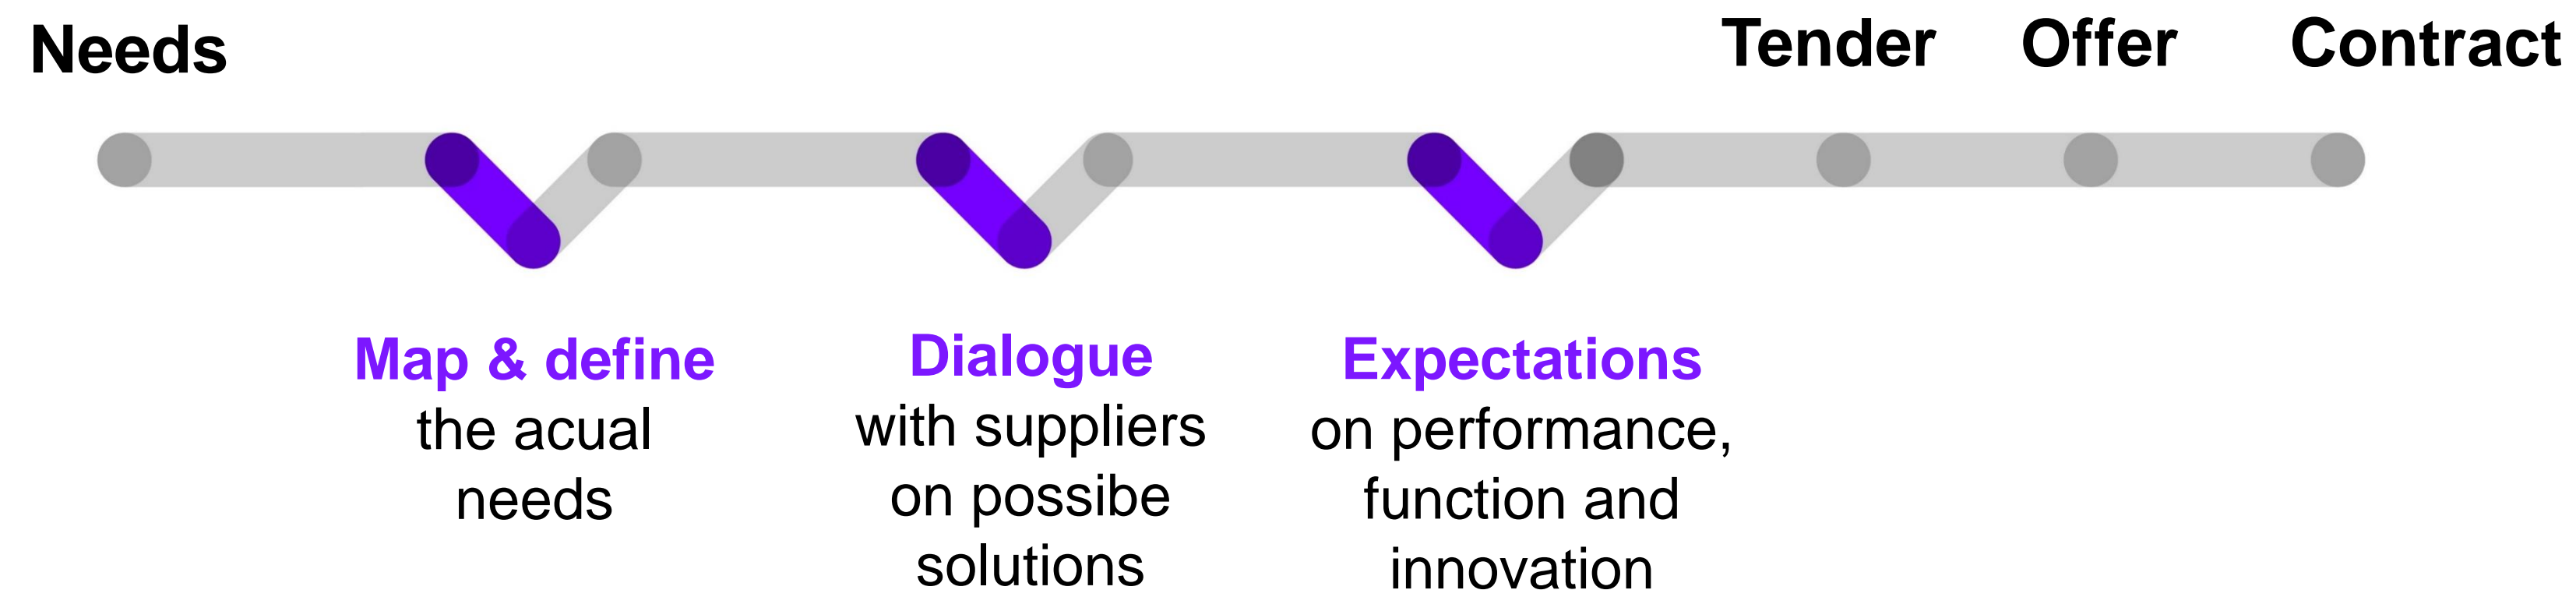 Needs
Tender
Offer
Contract
Map & define
the acual
needs
Dialogue
with suppliers
on possibe
solutions
Expectations
on performance,
function and
innovation